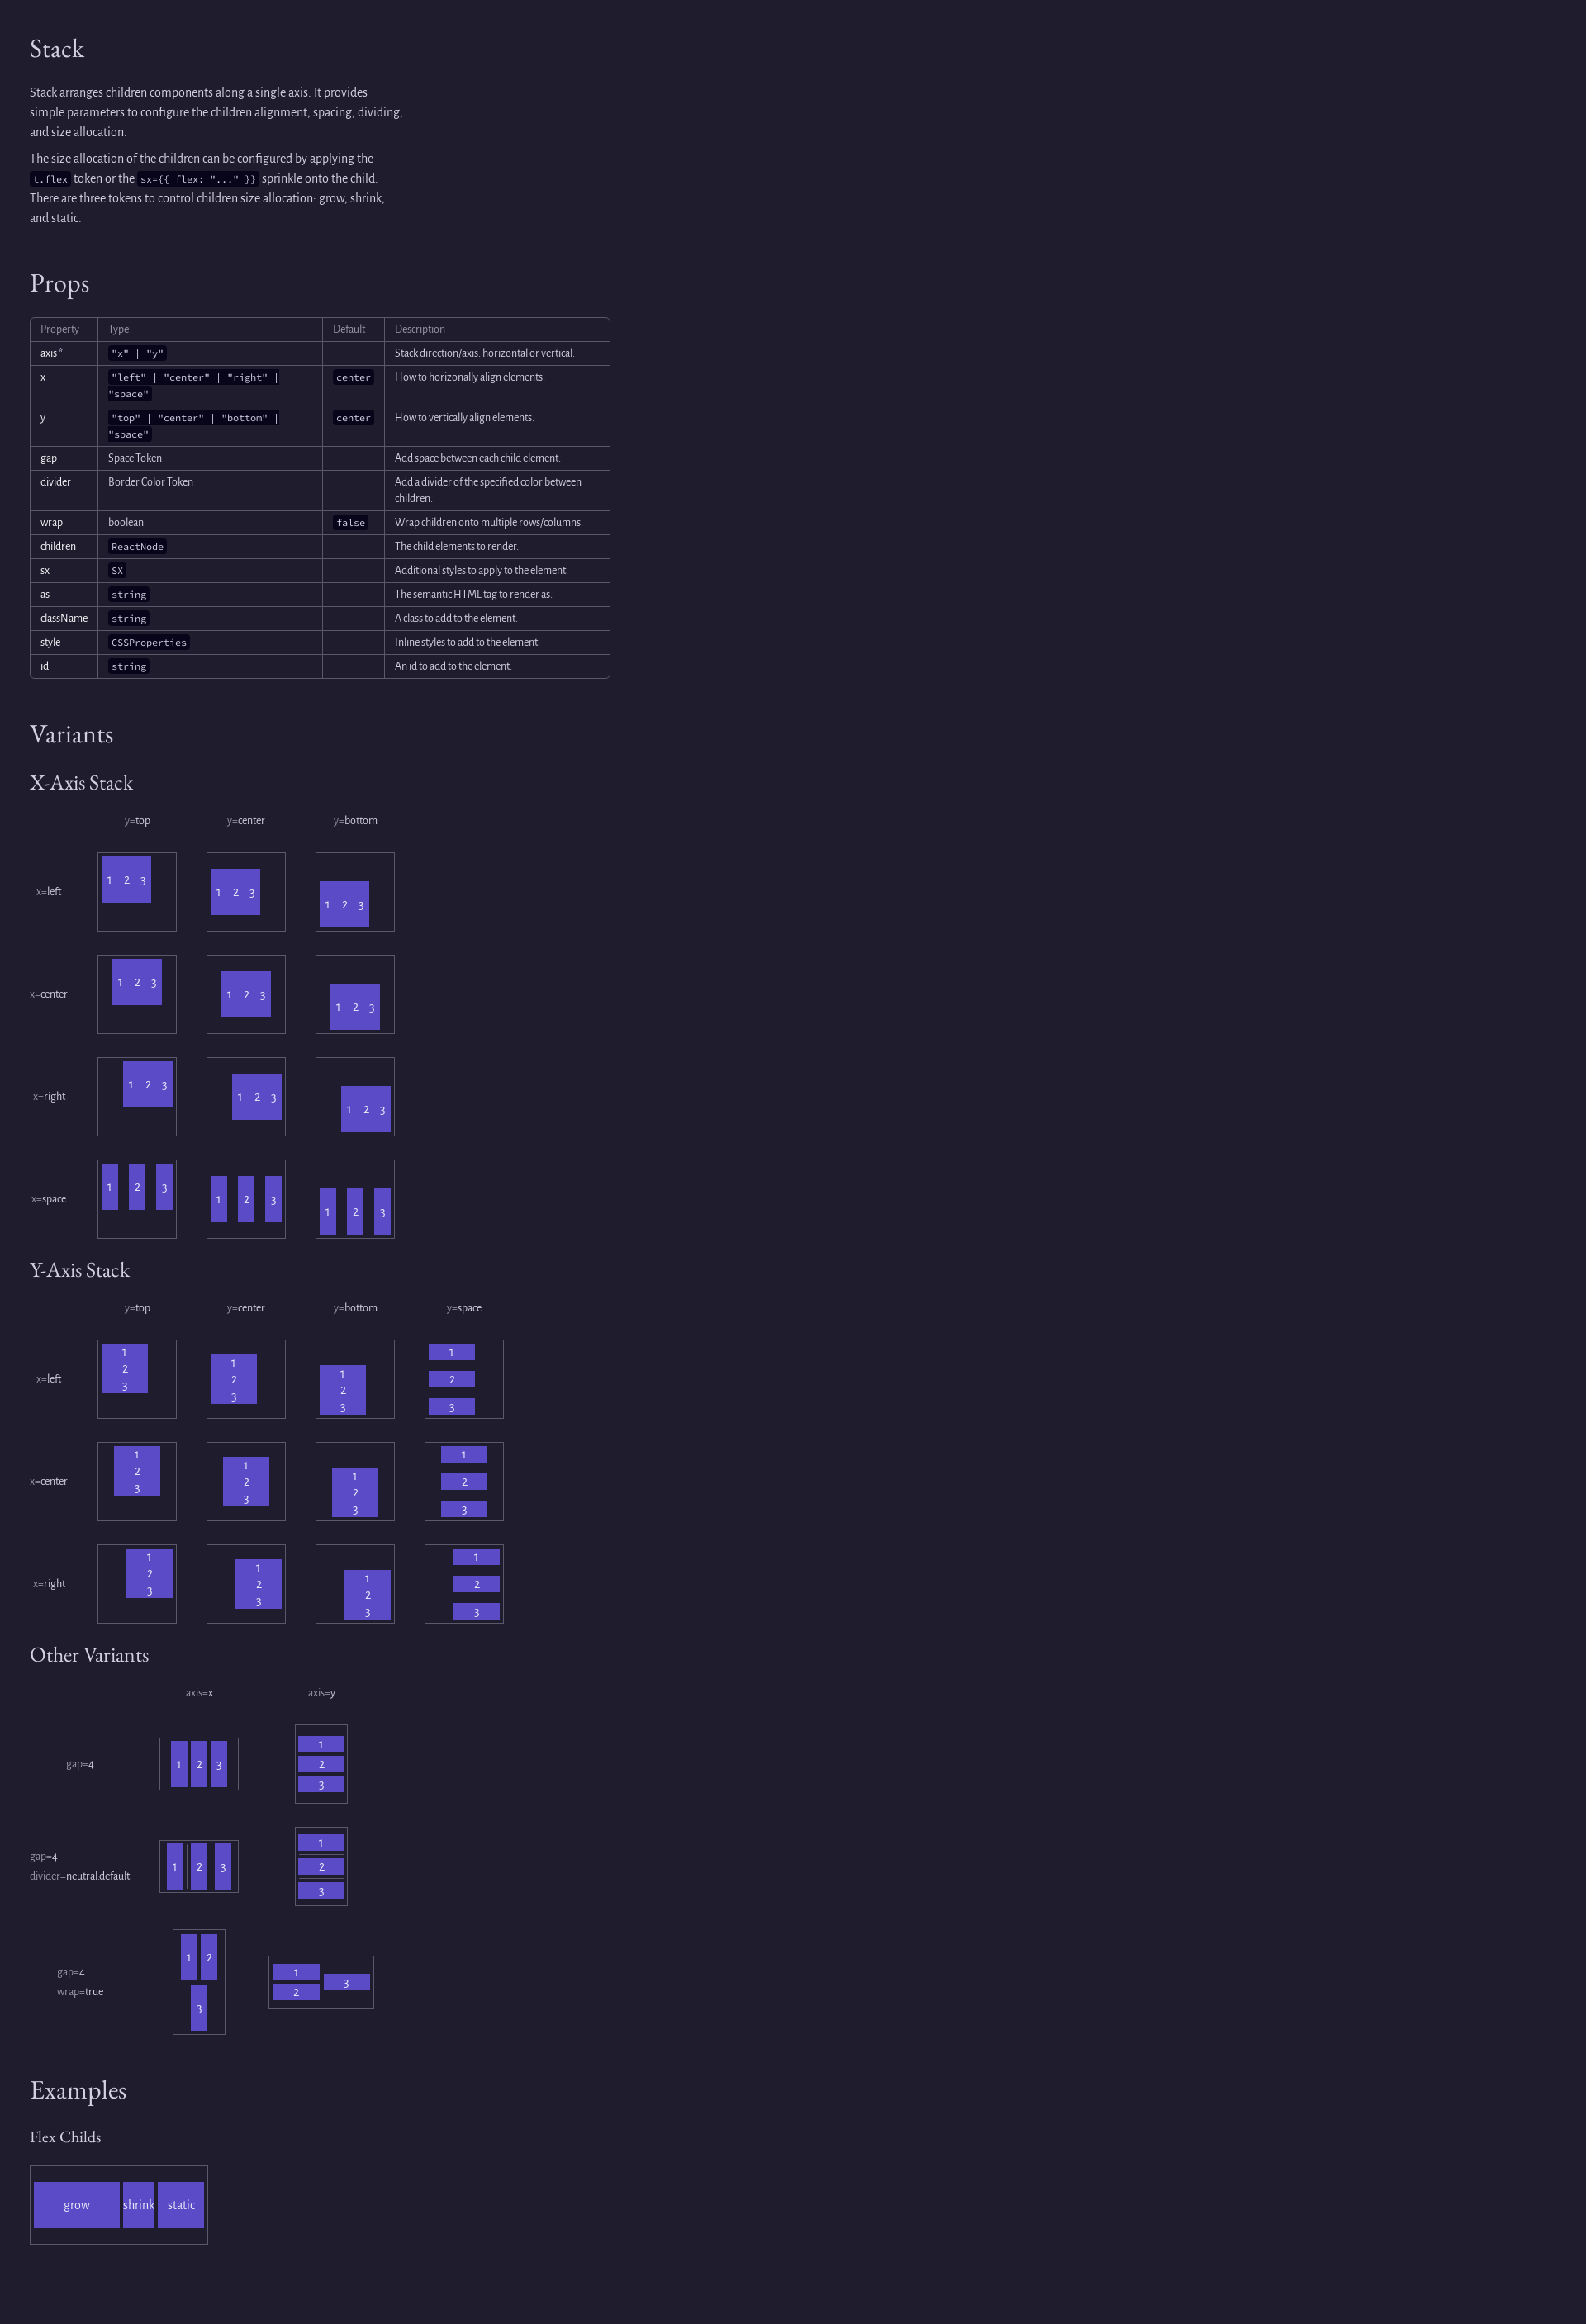 Stack
Stack arranges children components along a single axis. It provides
simple parameters to configure the children alignment, spacing, dividing,
and size allocation.
The size allocation of the children can be configured by applying the
t.flex token or the sx={{ flex: "..." }} sprinkle onto the child.
There are three tokens to control children size allocation: grow, shrink,
and static.
Props
Property Type Default Description
axis* "x" | "y" Stack direction/axis: horizontal or vertical.
x "left" | "center" | "right" | center How to horizonally align elements.
"space"
y "top" | "center" | "bottom" | center How to vertically align elements.
"space"
gap Space Token Add space between each child element.
divider Border Color Token Add a divider of the specified color between
children.
wrap boolean false Wrap children onto multiple rows/columns.
children ReactNode The child elements to render.
sx SX Additional styles to apply to the element.
as string The semantic HTML tag to render as.
className string A class to add to the element.
style CSSProperties Inline styles to add to the element.
id string An id to add to the element.
Variants
X-Axis Stack
y=top y=center y=bottom
x=left 1 2 3 1 2 3 1 2 3
x=center 1 2 3 1 2 3 1 2 3
x=right 1 2 3 1 2 3 1 2 3
x=space 1 2 3 1 2 3 1 2 3
Y-Axis Stack
y=top y=center y=bottom y=space
x=left
1 1 1 1
2 2 2 2
3 3 3 3
x=center
1 1 1 1
2 2 2 2
3 3 3 3
x=right
1 1 1 1
2 2 2 2
3 3 3 3
Other Variants
axis=x axis=y
gap=4 1 2 3
1
2
3
gap=4
divider=neutral.default
1 2 3
1
2
3
gap=4
wrap=true
1 2
3
1
2
3
Examples
Flex Childs
grow shrink static